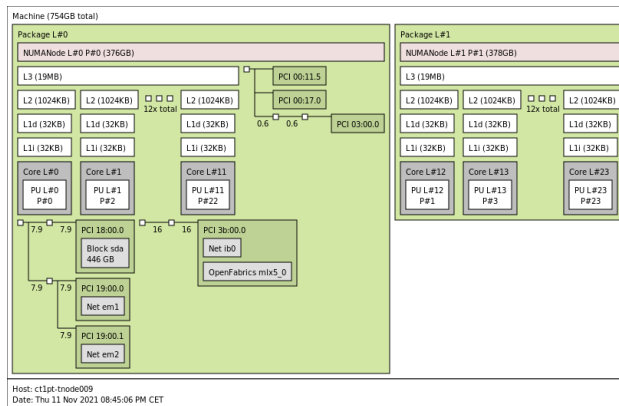 Machine (754GB total)
Package L#0
NUMANode L#0 P#0 (376GB)
L3 (19MB)
L2 (1024KB) L2 (1024KB) 12x total L2 (1024KB)
L1d (32KB) L1d (32KB) L1d (32KB)
L1i (32KB) L1i (32KB) L1i (32KB)
Core L#0 Core L#1 Core L#11
PU L#0 PU L#1 PU L#11
P#0 P#2 P#22
PCI 00:11.5
PCI 00:17.0
0.6 0.6 PCI 03:00.0
7.9 7.9 PCI 18:00.0
Block sda
446 GB
16 16 PCI 3b:00.0
Net ib0
OpenFabrics mlx5_0
7.9 7.9 PCI 19:00.0
Net em1
7.9 PCI 19:00.1
Net em2
Package L#1
NUMANode L#1 P#1 (378GB)
L3 (19MB)
L2 (1024KB) L2 (1024KB) 12x total L2 (1024KB)
L1d (32KB) L1d (32KB) L1d (32KB)
L1i (32KB) L1i (32KB) L1i (32KB)
Core L#12 Core L#13 Core L#23
PU L#12 PU L#13 PU L#23
P#1 P#3 P#23
Host: ct1pt-tnode009
Date: Thu 11 Nov 2021 08:45:06 PM CET